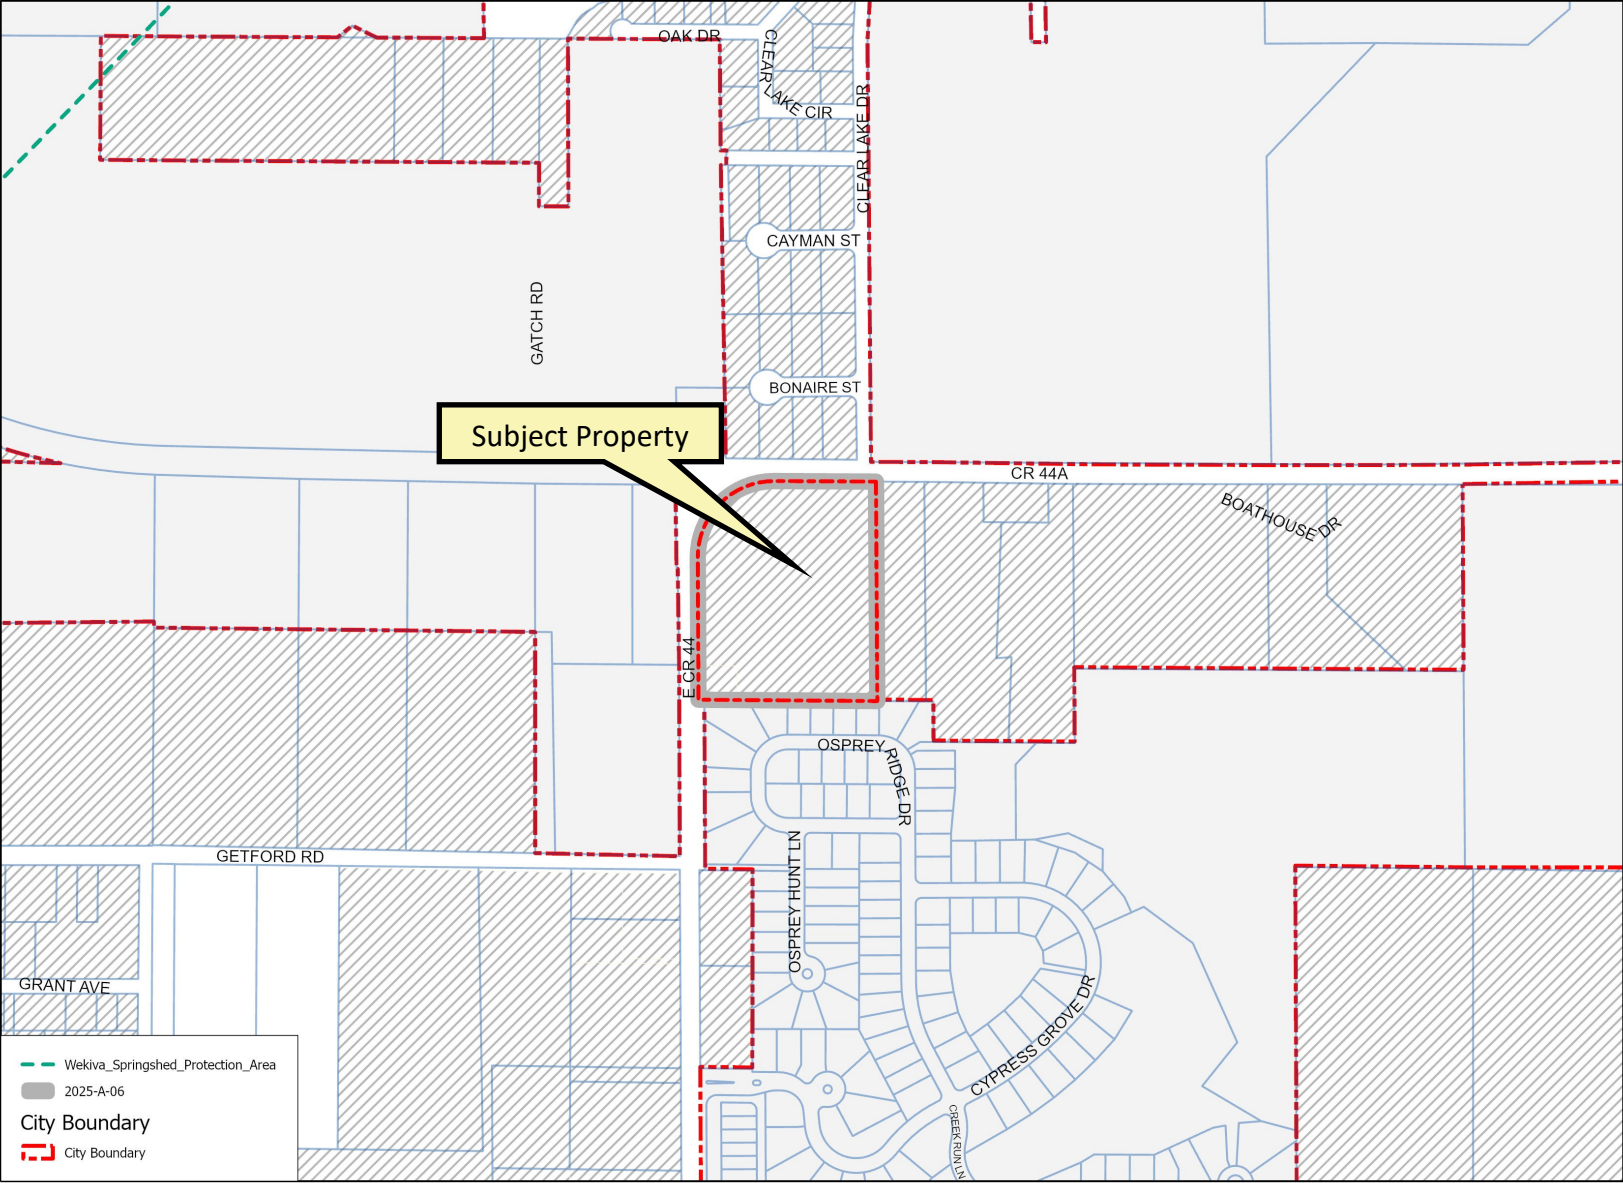 OAK DR
CLEAR LAKE CIR
CLEAR LAKE DR
CAYMAN ST
GATCH RD
BONAIRE ST
Subject Property
CR 44A
BOATHOUSE DR
E CR 44
OSPREY RIDGE DR
OSPREY HUNT LN
GETFORD RD
GRANT AVE
CYPRESS GROVE DR
CREEK RUN LN
Wekiva_Springshed_Protection_Area
2025-A-06
City Boundary
City Boundary